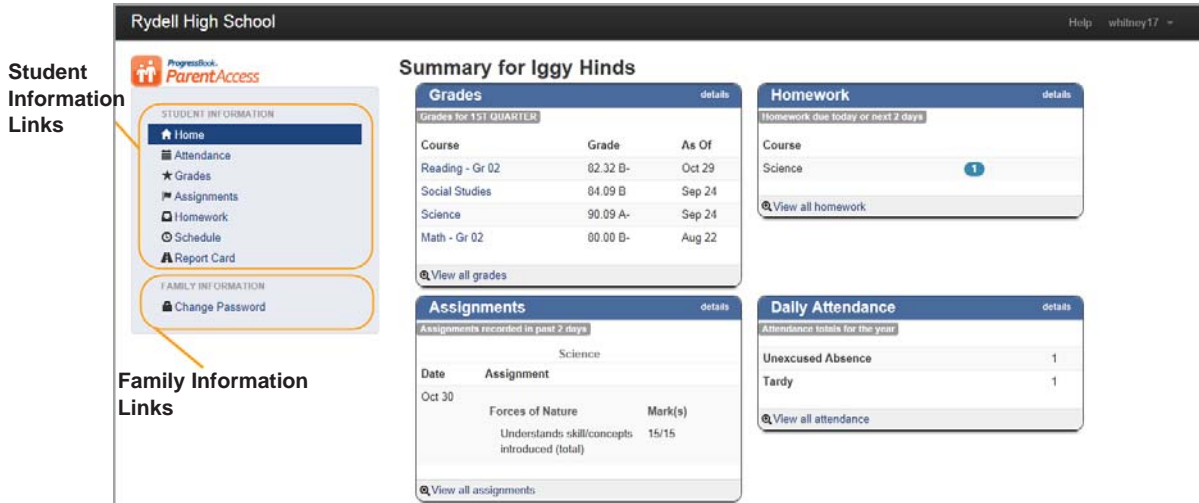 Rydell High School
Help whitney17
ProgressBook.
ParentAccess
Student
Information
Links
STUDENT INFORMATION
Home
Attendance
Grades
Assignments
Homework
Schedule
Report Card
FAMILY INFORMATION
Change Password
Family Information
Links
Summary for Iggy Hinds
Grades details
Grades for 1ST QUARTER
Course Grade As Of
Reading - Gr 02 82.32 B- Oct 29
Social Studies 84.09 B Sep 24
Science 90.09 A- Sep 24
Math - Gr 02 80.00 B- Aug 22
View all grades
Homework details
Homework due today or next 2 days
Course
Science 1
View all homework
Assignments details
Assignments recorded in past 2 days
Science
Date Assignment
Oct 30
Forces of Nature Mark(s)
Understands skill/concepts 15/15
introduced (total)
View all assignments
Daily Attendance details
Attendance totals for the year
Unexcused Absence 1
Tardy 1
View all attendance